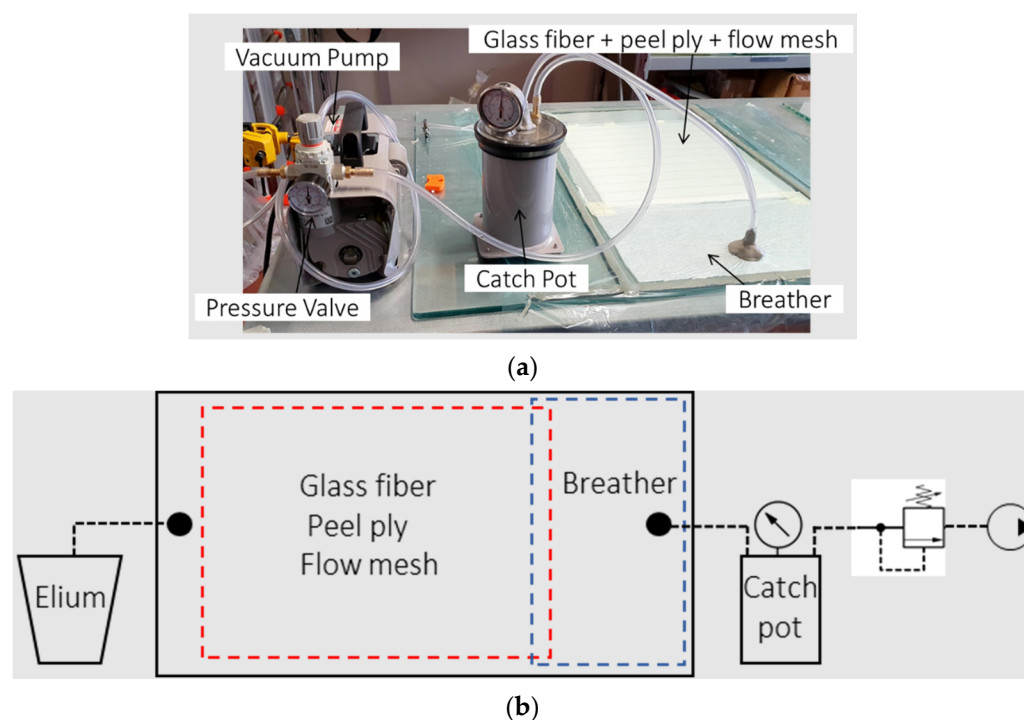 Glass fiber + peel ply + flow mesh
Vacuum Pump
Catch Pot
Pressure Valve
Breather
(a)
Glass fiber
Peel ply
Flow mesh
Breather
Elium
Catch
pot
(b)